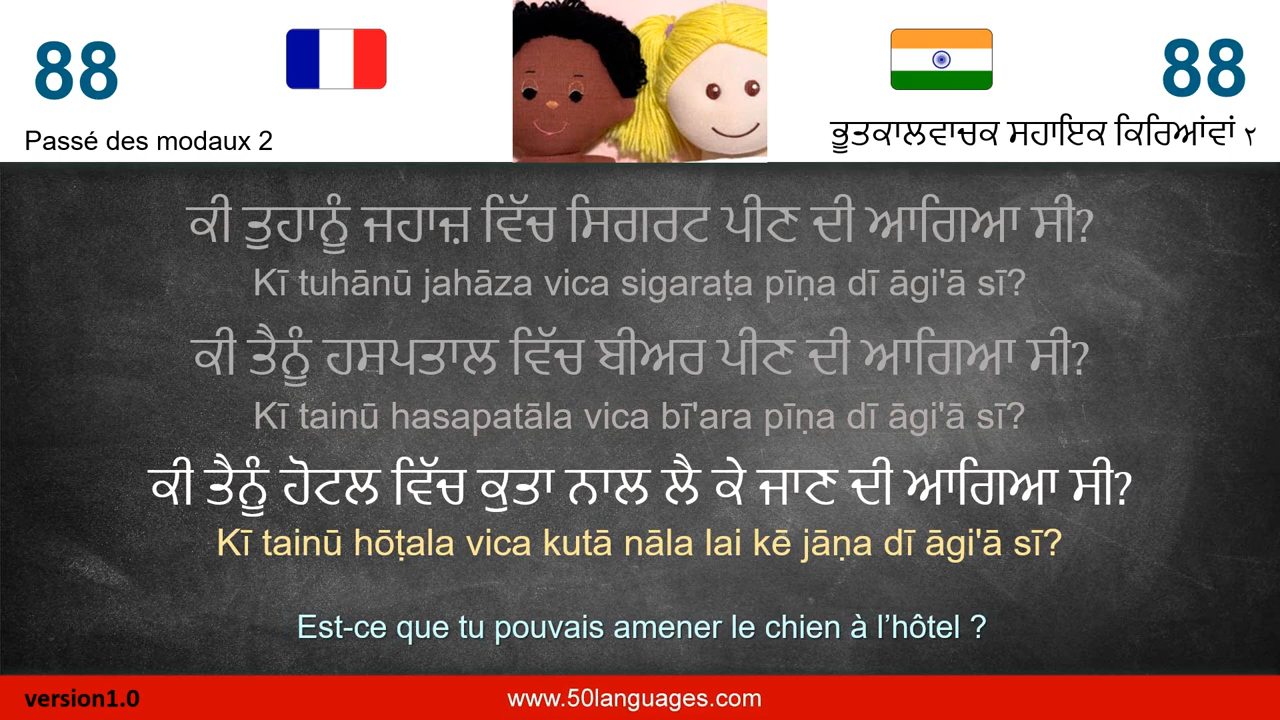 88
88
Passé des modaux 2
ਭੂਤਕਾਲਵਾਚਕ ਸਹਾਇਕ ਕਿਰਿਆਂਵਾਂ ੨
ਕੀ ਤੁਹਾਨੂੰ ਜਹਾਜ਼ ਵਿੱਚ ਸਿਗਰਟ ਪੀਣ ਦੀ ਆਗਿਆ ਸੀ?
Kī tuhānū jahāza vica sigaraṭa pīṇa dī āgi'ā sī?
ਕੀ ਤੈਨੂੰ ਹਸਪਤਾਲ ਵਿੱਚ ਬੀਅਰ ਪੀਣ ਦੀ ਆਗਿਆ ਸੀ?
Kī tainū hasapatāla vica bī'ara pīṇa dī āgi'ā sī?
ਕੀ ਤੈਨੂੰ ਹੋਟਲ ਵਿੱਚ ਕੁਤਾ ਨਾਲ ਲੈ ਕੇ ਜਾਣ ਦੀ ਆਗਿਆ ਸੀ?
Kī tainū hōṭala vica kutā nāla lai kē jāṇa dī āgi'ā sī?
Est-ce que tu pouvais amener le chien à l’hôtel ?
version1.0
www.50languages.com